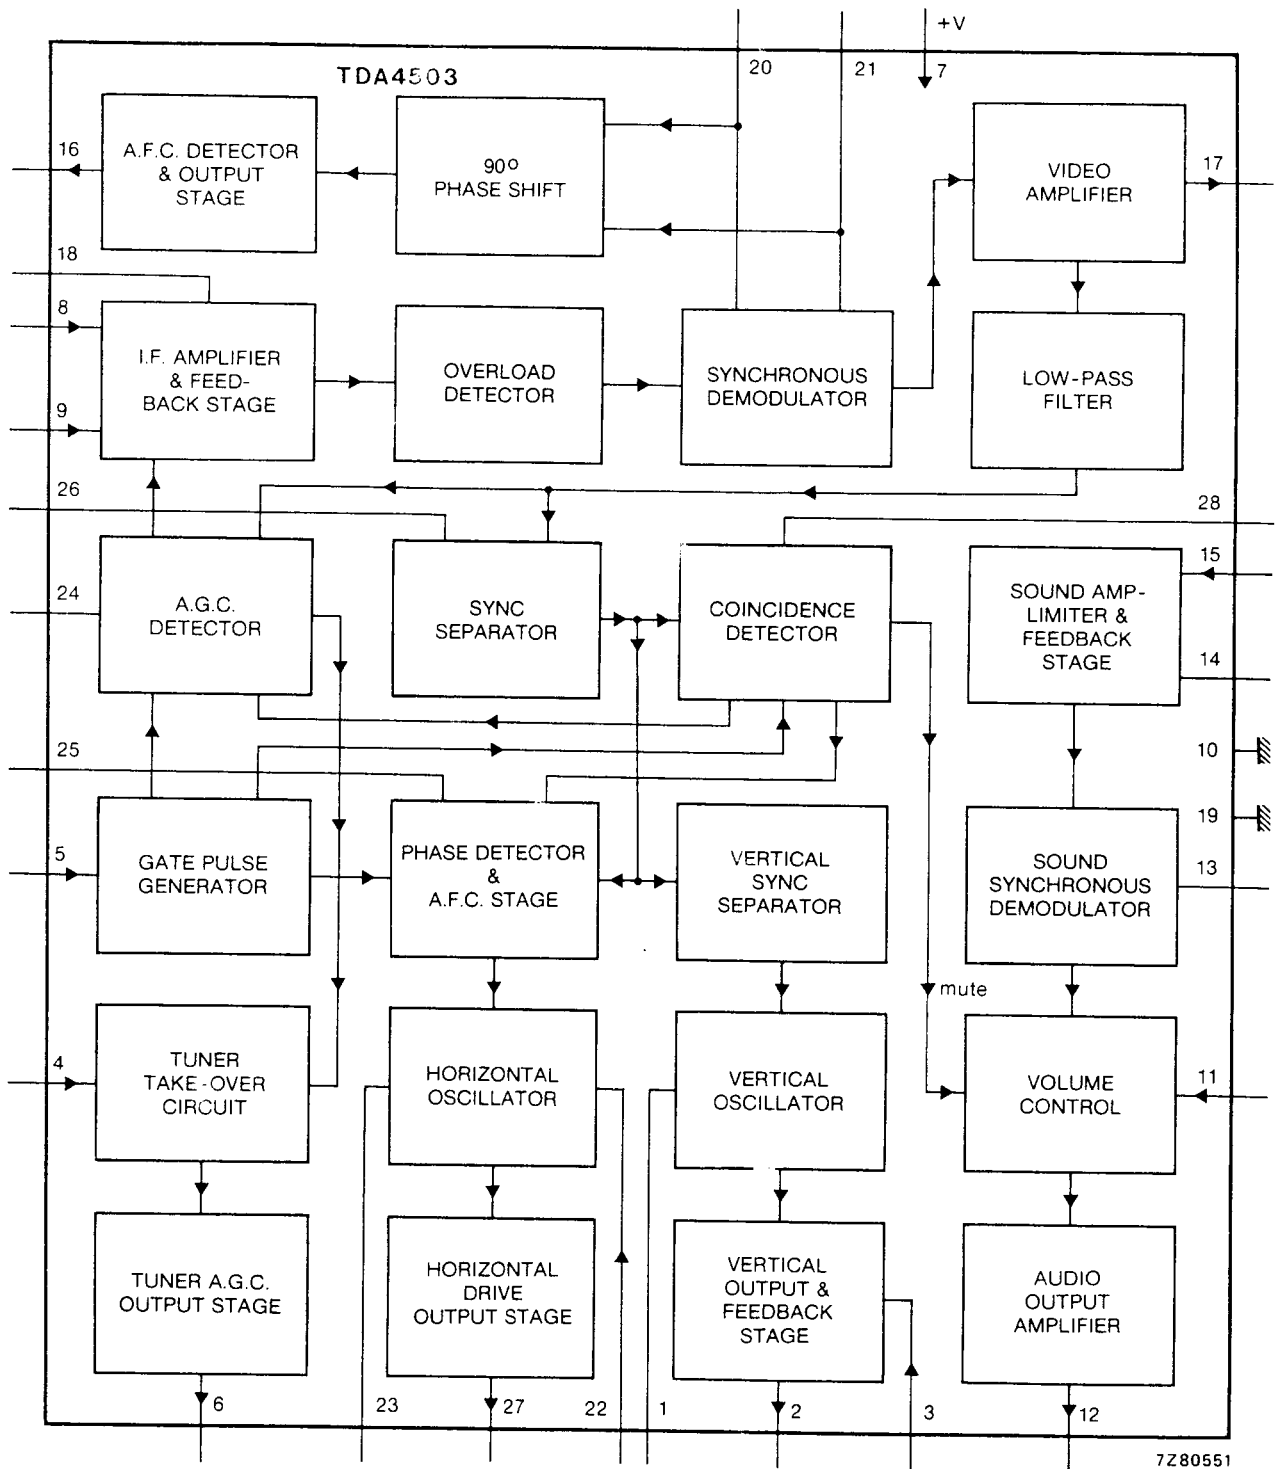 +V
20
21
7
TDA4503
16
A.F.C. DETECTOR
& OUTPUT
STAGE
90º
PHASE SHIFT
VIDEO
AMPLIFIER
17
18
8
9
I.F. AMPLIFIER
& FEED-
BACK STAGE
OVERLOAD
DETECTOR
SYNCHRONOUS
DEMODULATOR
LOW-PASS
FILTER
26
28
24
A.G.C.
DETECTOR
SYNC
SEPARATOR
COINCIDENCE
DETECTOR
15
SOUND AMP-
LIMITER &
FEEDBACK
STAGE
14
25
10
19
5
GATE PULSE
GENERATOR
PHASE DETECTOR
&
A.F.C. STAGE
VERTICAL
SYNC
SEPARATOR
SOUND
SYNCHRONOUS
DEMODULATOR
13
mute
4
TUNER
TAKE-OVER
CIRCUIT
HORIZONTAL
OSCILLATOR
VERTICAL
OSCILLATOR
VOLUME
CONTROL
11
TUNER A.G.C.
OUTPUT STAGE
HORIZONTAL
DRIVE
OUTPUT STAGE
VERTICAL
OUTPUT &
FEEDBACK
STAGE
AUDIO
OUTPUT
AMPLIFIER
6
23
27
22
1
2
3
12
7Z80551